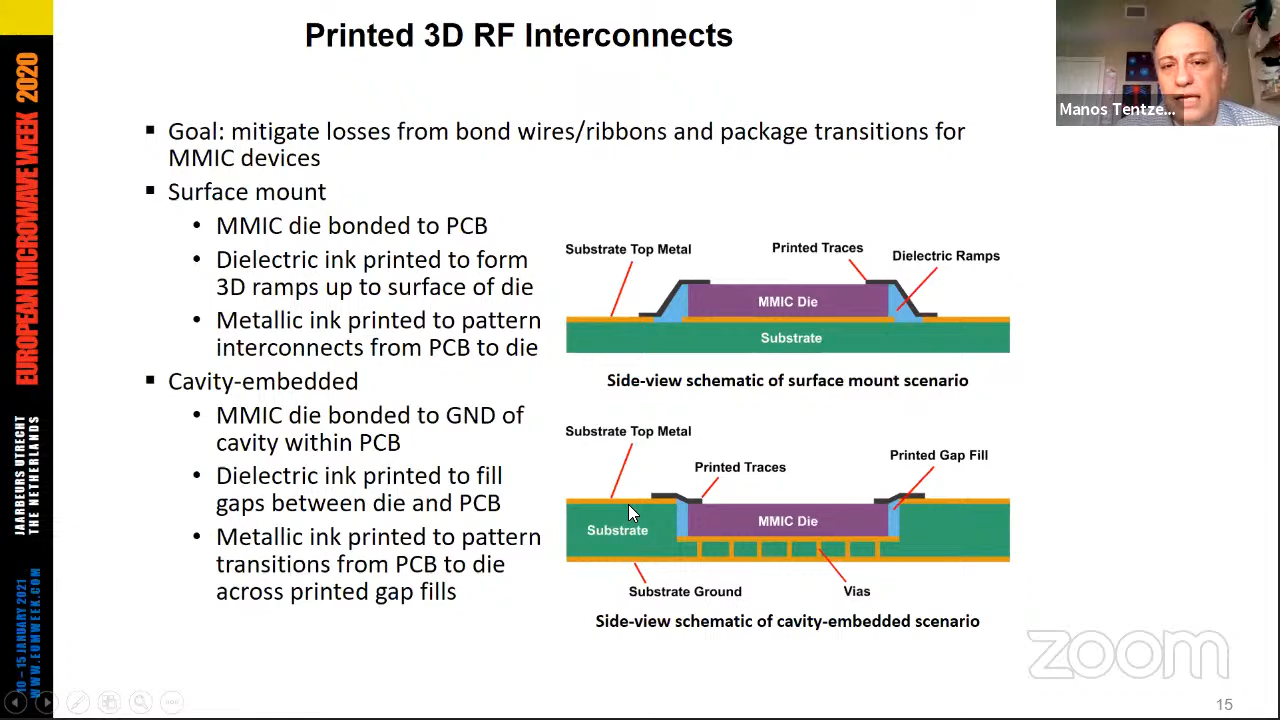 Printed 3D RF Interconnects
Manos Tentze...
▪ Goal: mitigate losses from bond wires/ribbons and package transitions for
MMIC devices
▪ Surface mount
• MMIC die bonded to PCB
• Dielectric ink printed to form
3D ramps up to surface of die
• Metallic ink printed to pattern
interconnects from PCB to die
▪ Cavity-embedded
• MMIC die bonded to GND of
cavity within PCB
• Dielectric ink printed to fill
gaps between die and PCB
• Metallic ink printed to pattern
transitions from PCB to die
across printed gap fills
Substrate Top Metal
Printed Traces
Dielectric Ramps
MMIC Die
Substrate
Side-view schematic of surface mount scenario
Substrate Top Metal
Printed Traces
Printed Gap Fill
MMIC Die
Substrate
Substrate Ground
Vias
Side-view schematic of cavity-embedded scenario
EUROPEAN MICROWAVE WEEK 2020
JAARBEURS UTRECHT
THE NETHERLANDS
10 – 15 JANUARY 2021
WWW.EUMWEEK.COM
zoom
15